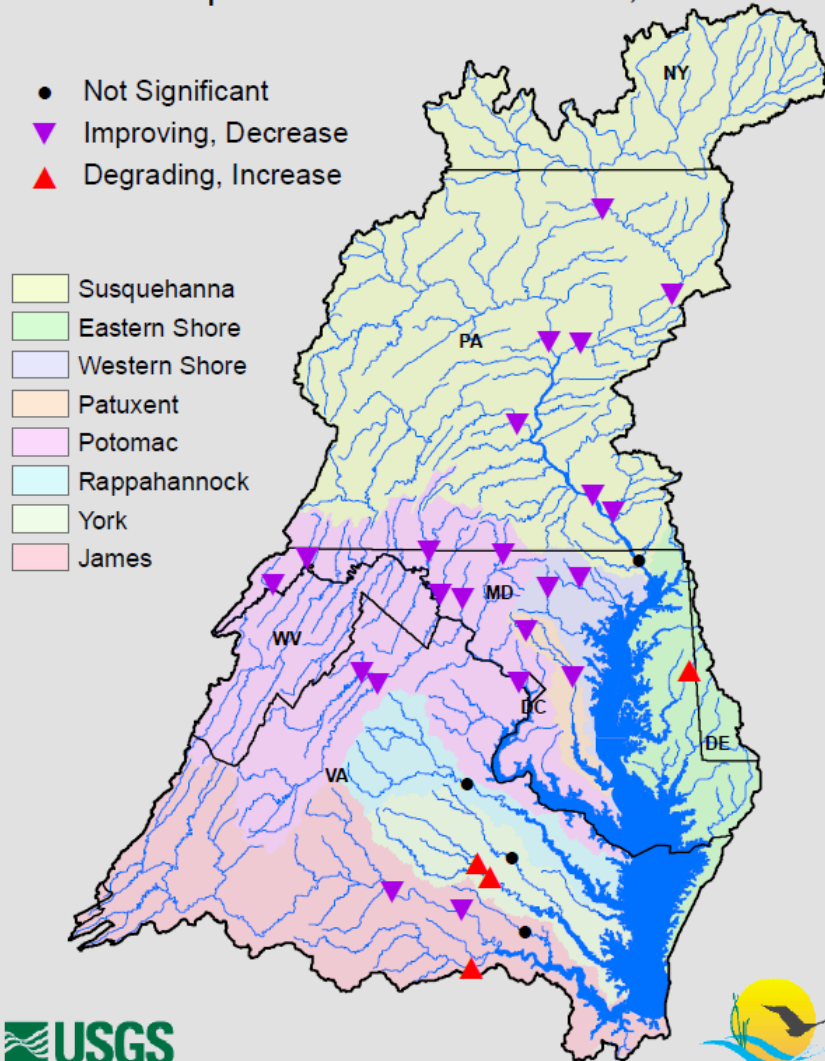 NY
Not Significant
Improving, Decrease
Degrading, Increase
Susquehanna
Eastern Shore
Western Shore
PA
Patuxent
Potomac
Rappahannock
York
James
MD
WV
DC
DE
VA
USGS